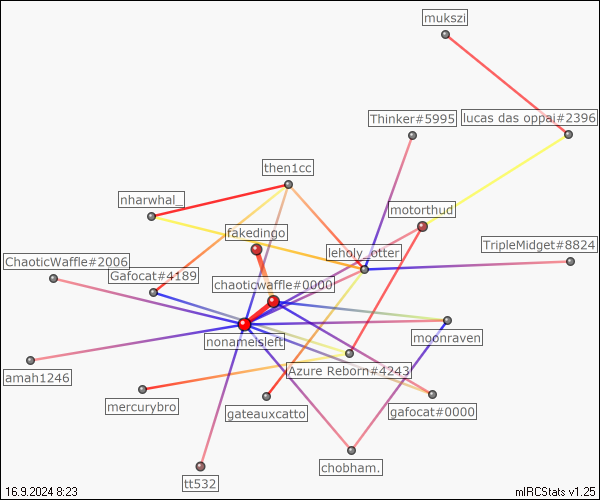 mukszi
Thinker#5995
lucas das oppai#2396
then1cc
nharwhal_
motorthud
fakedingo
leholy_otter
TripleMidget#8824
ChaoticWaffle#2006
Gafocat#4189
chaoticwaffle#0000
nonameisleft
moonraven
Azure Reborn#4243
amah1246
mercurybro
gateauxcatto
gafocat#0000
chobham.
tt532
16.9.2024 8:23
mIRCStats v1.25